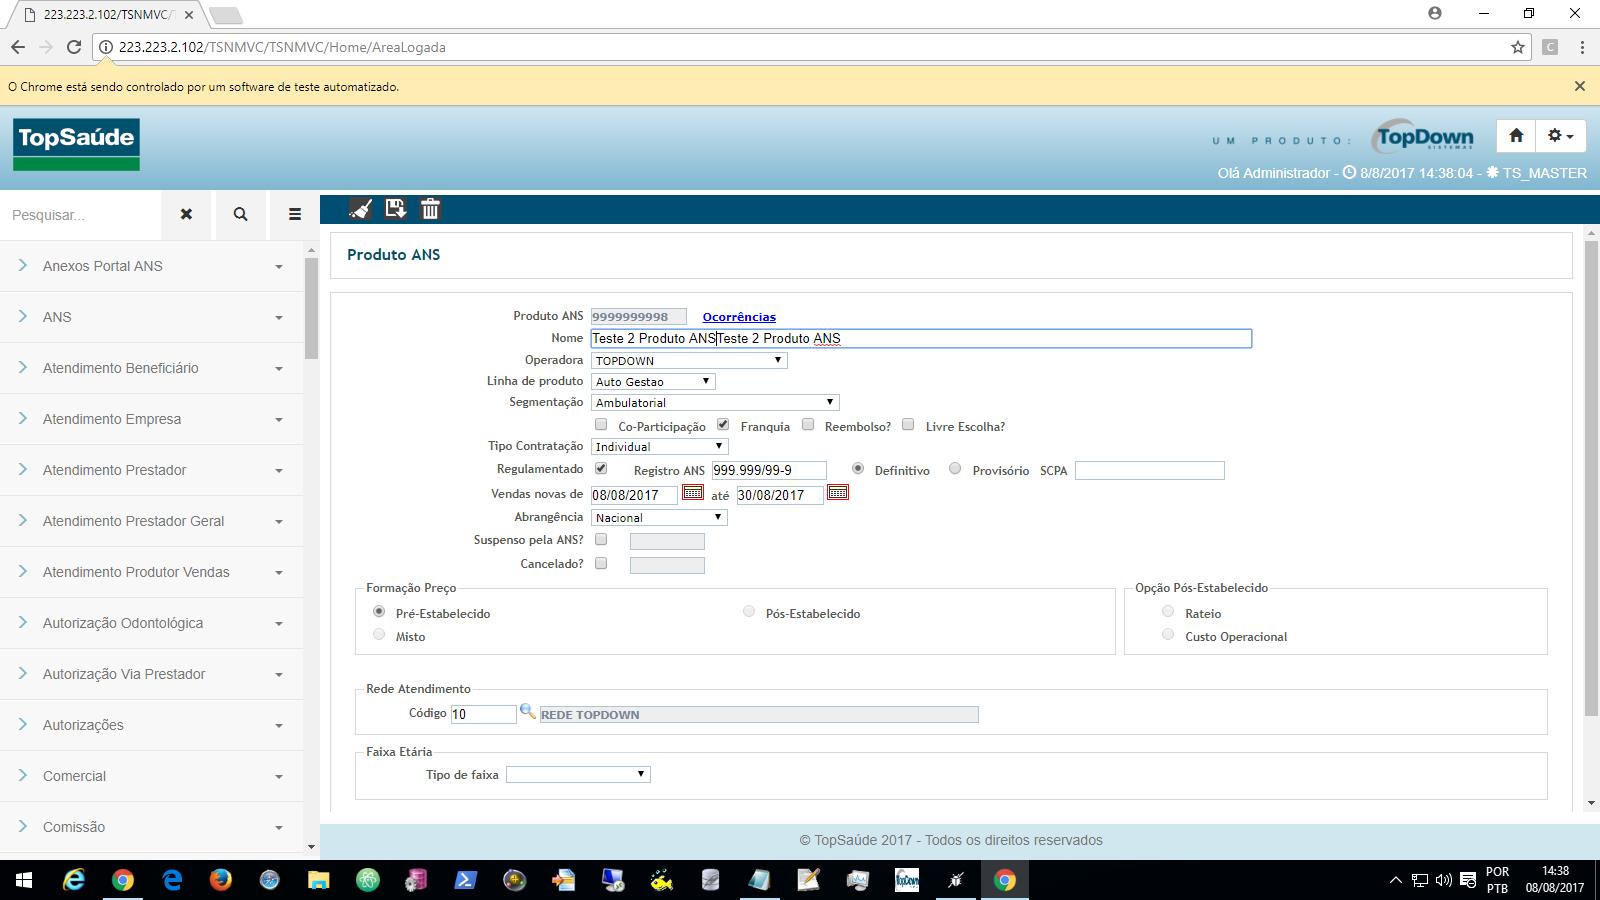 223.223.2.102/TSNMVC/T
223.223.2.102/TSNMVC/TSNMVC/Home/AreaLogada
O Chrome está sendo controlado por um software de teste automatizado.
TopSaúde
UM PRODUTO:
TopDown
SISTEMAS
Olá Administrador - 8/8/2017 14:38:04 - TS_MASTER
Pesquisar...
Anexos Portal ANS
ANS
Atendimento Beneficiário
Atendimento Empresa
Atendimento Prestador
Atendimento Prestador Geral
Atendimento Produtor Vendas
Autorização Odontológica
Autorização Via Prestador
Autorizações
Comercial
Comissão
Produto ANS
Produto ANS 9999999998 Ocorrências
Nome Teste 2 Produto ANSTeste 2 Produto ANS
Operadora TOPDOWN
Linha de produto Auto Gestao
Segmentação Ambulatorial
Co-Participação Franquia Reembolso? Livre Escolha?
Tipo Contratação Individual
Regulamentado Registro ANS 999.999/99-9 Definitivo Provisório SCPA
Vendas novas de 08/08/2017 até 30/08/2017
Abrangência Nacional
Suspenso pela ANS?
Cancelado?
Formação Preço
Pré-Estabelecido Pós-Estabelecido
Misto
Opção Pós-Estabelecido
Rateio
Custo Operacional
Rede Atendimento
Código 10 REDE TOPDOWN
Faixa Etária
Tipo de faixa
© TopSaúde 2017 - Todos os direitos reservados
TopDown
POR
PTB
14:38
08/08/2017